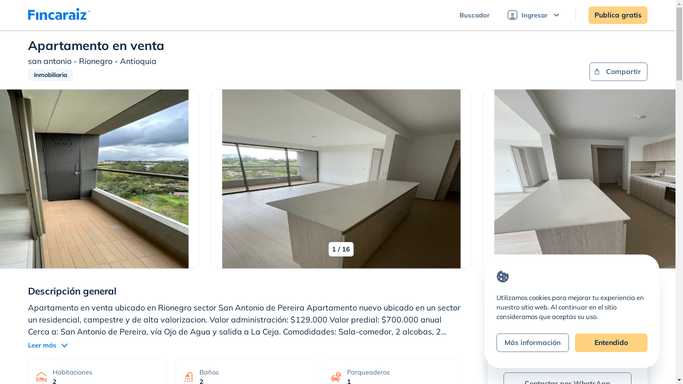 Fincaraiz
Buscador
Ingresar
Publica gratis
Apartamento en venta
san antonio - Rionegro - Antioquia
Inmobiliaria
Compartir
1 / 16
Descripción general
Apartamento en venta ubicado en Rionegro sector San Antonio de Pereira Apartamento nuevo ubicado en un sector
un residencial, campestre y de alta valorizacion. Valor administración: $129.000 Valor predial: $700.000 anual
Cerca a: San Antonio de Pereira, vía Ojo de Agua y salida a La Ceja. Comodidades: Sala-comedor, 2 alcobas, 2...
Leer más
Habitaciones
2
Baños
2
Parqueaderos
1
Utilizamos cookies para mejorar tu experiencia en
nuestro sitio web. Al continuar en el sitio
consideramos que aceptas su uso.
Más información
Entendido
Contactar por WhatsApp